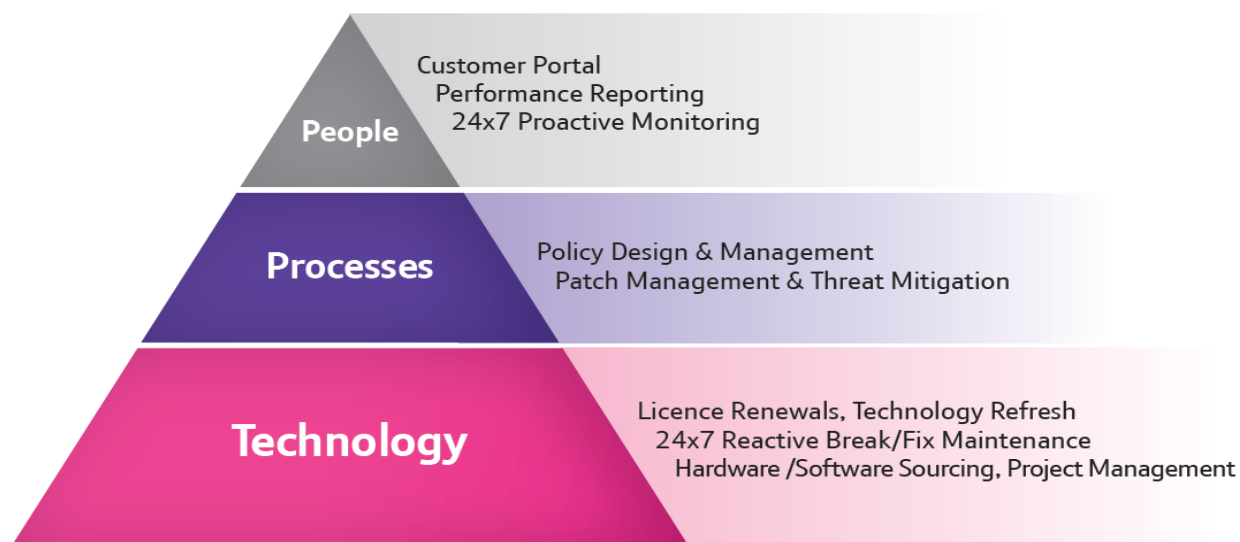 People
Customer Portal
Performance Reporting
24x7 Proactive Monitoring
Processes
Policy Design & Management
Patch Management & Threat Mitigation
Technology
Licence Renewals, Technology Refresh
24x7 Reactive Break/Fix Maintenance
Hardware /Software Sourcing, Project Management